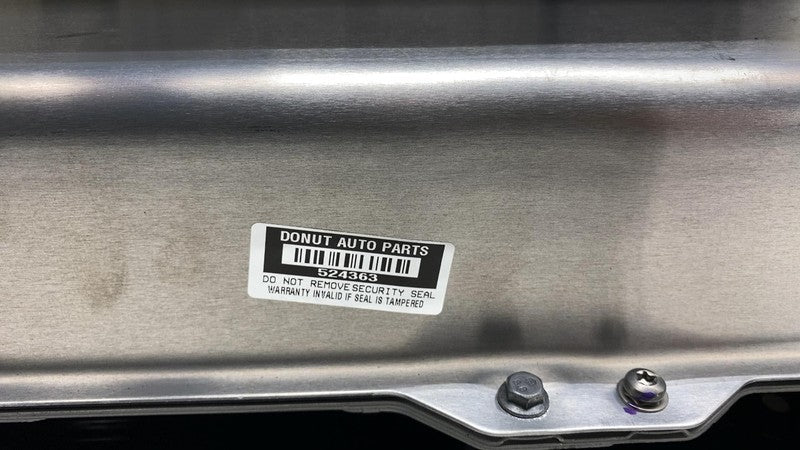 DONUT AUTO PARTS
524363
DO NOT REMOVE SECURITY SEAL
WARRANTY INVALID IF SEAL IS TAMPERED